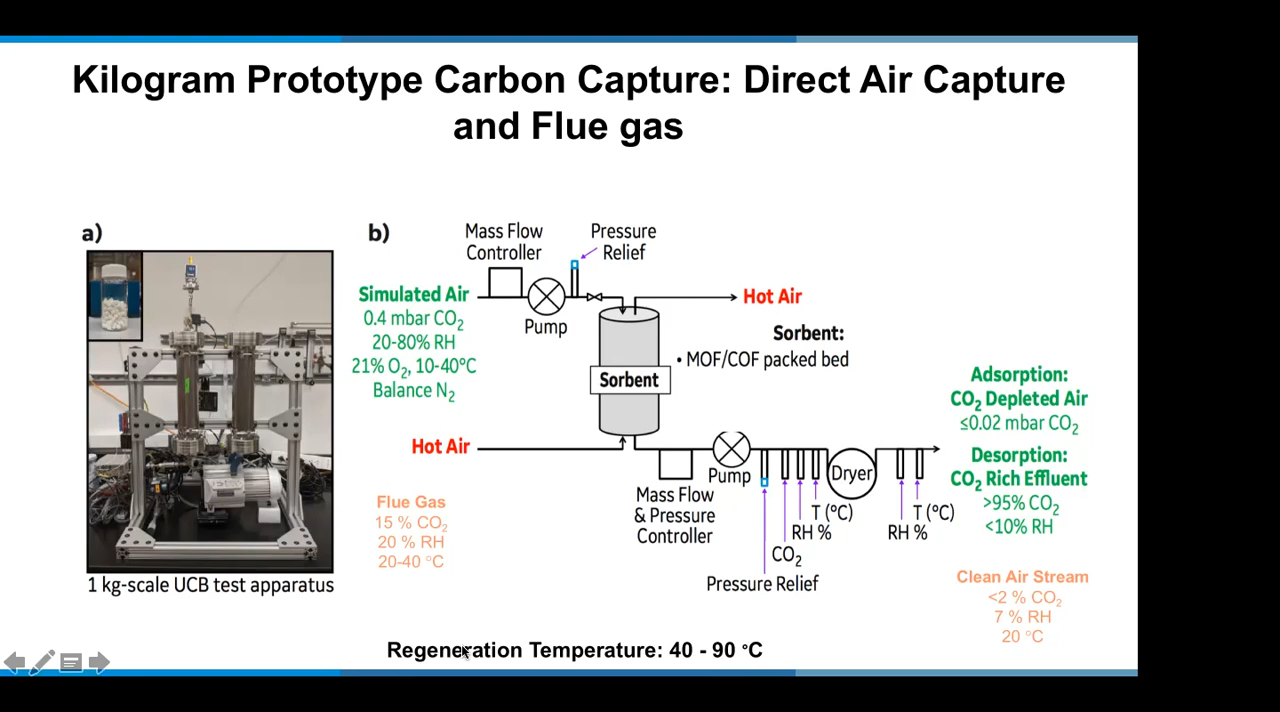 Kilogram Prototype Carbon Capture: Direct Air Capture
and Flue gas
a)
1 kg-scale UCB test apparatus
b)
Mass Flow
Controller
Pressure
Relief
Simulated Air
0.4 mbar CO₂
20-80% RH
21% O₂, 10-40°C
Balance N₂
Pump
Hot Air
Sorbent:
• MOF/COF packed bed
Sorbent
Hot Air
Mass Flow
& Pressure
Controller
Pump
Pressure Relief
CO₂
RH %
T (°C)
Dryer
RH %
T (°C)
Adsorption:
CO₂ Depleted Air
≤0.02 mbar CO₂
Desorption:
CO₂ Rich Effluent
>95% CO₂
<10% RH
Flue Gas
15 % CO₂
20 % RH
20-40 °C
Clean Air Stream
<2 % CO₂
7 % RH
20 °C
Regeneration Temperature: 40 - 90 °C